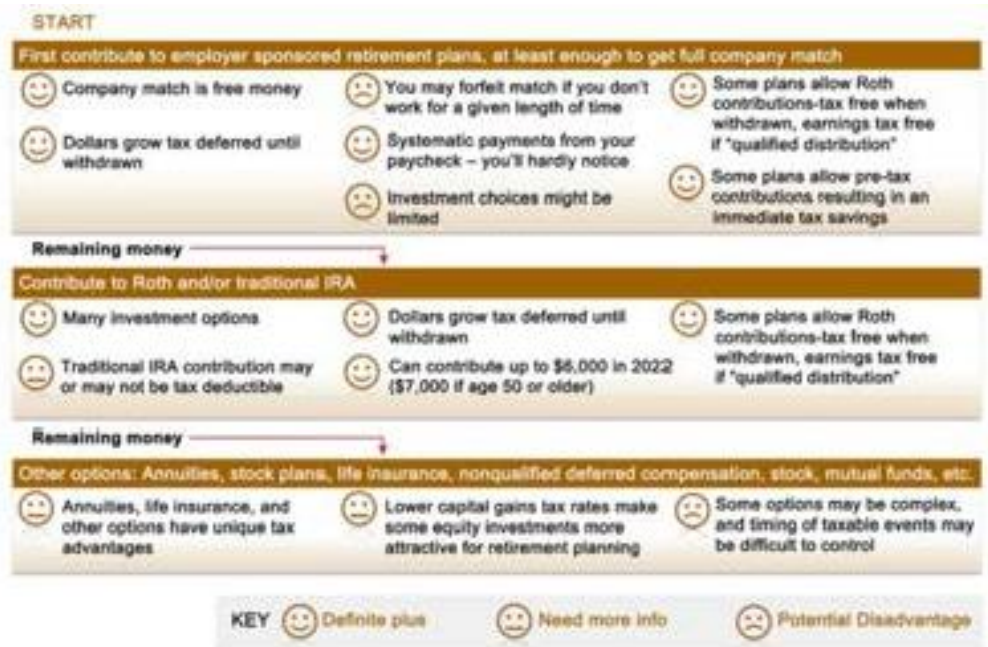 START
First contribute to employer sponsored retirement plans, at least enough to get full company match
Company match is free money
Dollars grow tax deferred until
withdrawn
You may forfeit match if you don't
work for a given length of time
Systematic payments from your
paycheck – you'll hardly notice
Investment choices might be
limited
Some plans allow Roth
contributions-tax free when
withdrawn, earnings tax free
if "qualified distribution"
Some plans allow pre-tax
contributions resulting in an
immediate tax savings
Remaining money
Contribute to Roth and/or traditional IRA
Many investment options
Traditional IRA contribution may
or may not be tax deductible
Dollars grow tax deferred until
withdrawn
Can contribute up to $6,000 in 2022
($7,000 if age 50 or older)
Some plans allow Roth
contributions-tax free when
withdrawn, earnings tax free
if "qualified distribution"
Remaining money
Other options: Annuities, stock plans, life insurance, nonqualified deferred compensation, stock, mutual funds, etc.
Annuities, life insurance, and
other options have unique tax
advantages
Lower capital gains tax rates make
some equity investments more
attractive for retirement planning
Some options may be complex,
and timing of taxable events may
be difficult to control
KEY Definite plus Need more info Potential Disadvantage